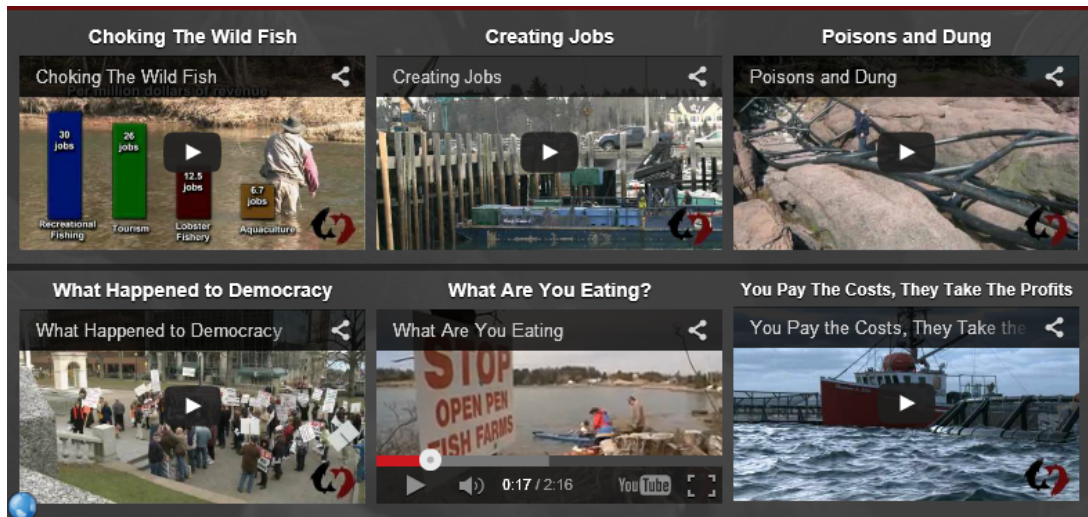 Choking The Wild Fish
Creating Jobs
Poisons and Dung
Choking The Wild Fish
Per million dollars of revenue
30
jobs
26
jobs
12.5
jobs
6.7
jobs
Recreational
Fishing
Tourism
Lobster
Fishery
Aquaculture
Creating Jobs
Poisons and Dung
What Happened to Democracy
What Are You Eating?
You Pay The Costs, They Take The Profits
What Happened to Democracy
What Are You Eating
STOP
OPEN PEN
FISH FARMS
0:17 / 2:16
YouTube
You Pay the Costs, They Take the